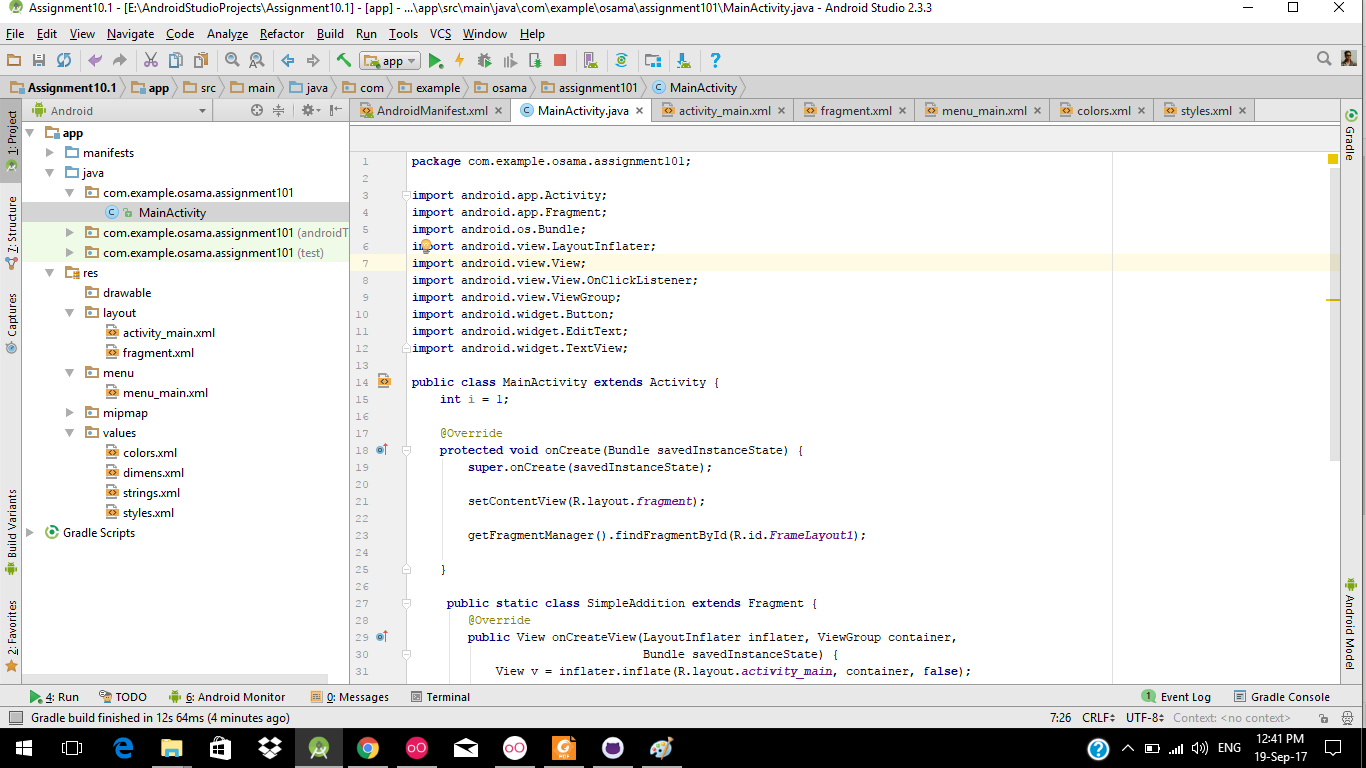 Assignment10.1 - [E:\AndroidStudioProjects\Assignment10.1] - [app] - ...\app\src\main\java\com\example\osama\assignment101\MainActivity.java - Android Studio 2.3.3
File Edit View Navigate Code Analyze Refactor Build Run Tools VCS Window Help
app
Assignment10.1 app src main java com example osama assignment101 MainActivity
1: Project
7: Structure
Captures
Build Variants
2: Favorites
Android
app
manifests
java
com.example.osama.assignment101
MainActivity
com.example.osama.assignment101 (androidT
com.example.osama.assignment101 (test)
res
drawable
layout
activity_main.xml
fragment.xml
menu
menu_main.xml
mipmap
values
colors.xml
dimens.xml
strings.xml
styles.xml
Gradle Scripts
AndroidManifest.xml MainActivity.java activity_main.xml fragment.xml menu_main.xml colors.xml styles.xml
1 package com.example.osama.assignment101;
2
3 import android.app.Activity;
4 import android.app.Fragment;
5 import android.os.Bundle;
6 import android.view.LayoutInflater;
7 import android.view.View;
8 import android.view.View.OnClickListener;
9 import android.view.ViewGroup;
10 import android.widget.Button;
11 import android.widget.EditText;
12 import android.widget.TextView;
13
14 public class MainActivity extends Activity {
15 int i = 1;
16
17 @Override
18 protected void onCreate(Bundle savedInstanceState) {
19 super.onCreate(savedInstanceState);
20
21 setContentView(R.layout.fragment);
22
23 getFragmentManager().findFragmentById(R.id.FrameLayout1);
24
25 }
26
27 public static class SimpleAddition extends Fragment {
28 @Override
29 public View onCreateView(LayoutInflater inflater, ViewGroup container,
30 Bundle savedInstanceState) {
31 View v = inflater.inflate(R.layout.activity_main, container, false);
Gradle
Android Model
4: Run TODO 6: Android Monitor 0: Messages Terminal 1 Event Log Gradle Console
Gradle build finished in 12s 64ms (4 minutes ago) 7:26 CRLF UTF-8 Context: <no context>
ENG 12:41 PM
19-Sep-17